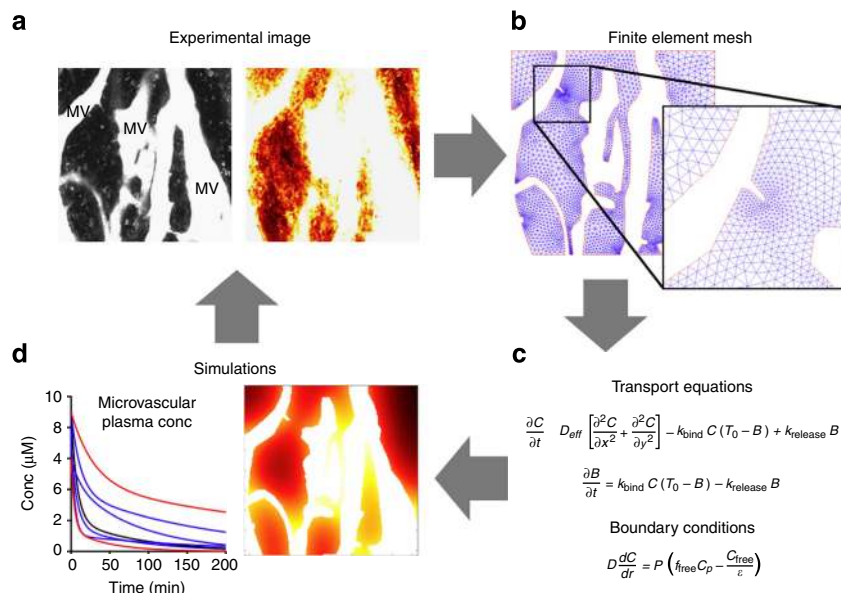 a
Experimental image
MV
MV
MV
b
Finite element mesh
c
Transport equations
∂C/∂t D_eff [∂²C/∂x² + ∂²C/∂y²] − k_bind C (T₀ − B) + k_release B
∂B/∂t = k_bind C (T₀ − B) − k_release B
Boundary conditions
D dC/dr = P (f_free C_p − C_free/ε)
d
Simulations
Microvascular
plasma conc
Conc (µM)
10
8
4
6
2
0
0 50 100 150 200
Time (min)